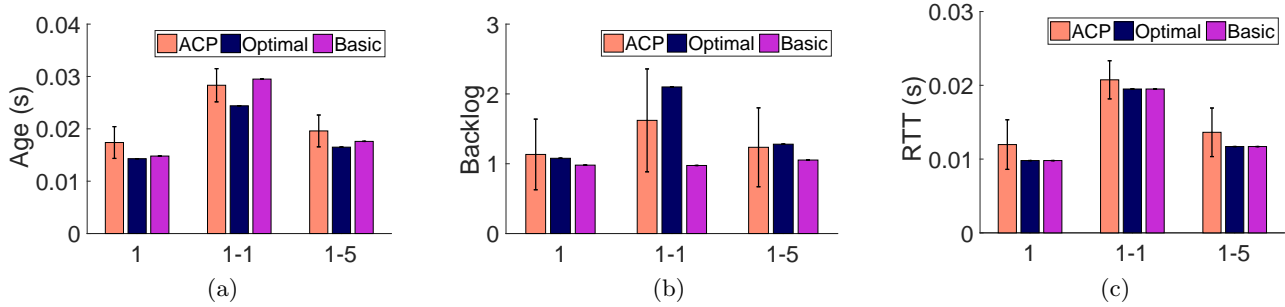 0.04
0.03
0.02
0.01
0
Age (s)
ACP Optimal Basic
1 1-1 1-5
(a)
3
2
1
0
Backlog
ACP Optimal Basic
1 1-1 1-5
(b)
0.03
0.02
0.01
0
RTT (s)
ACP Optimal Basic
1 1-1 1-5
(c)